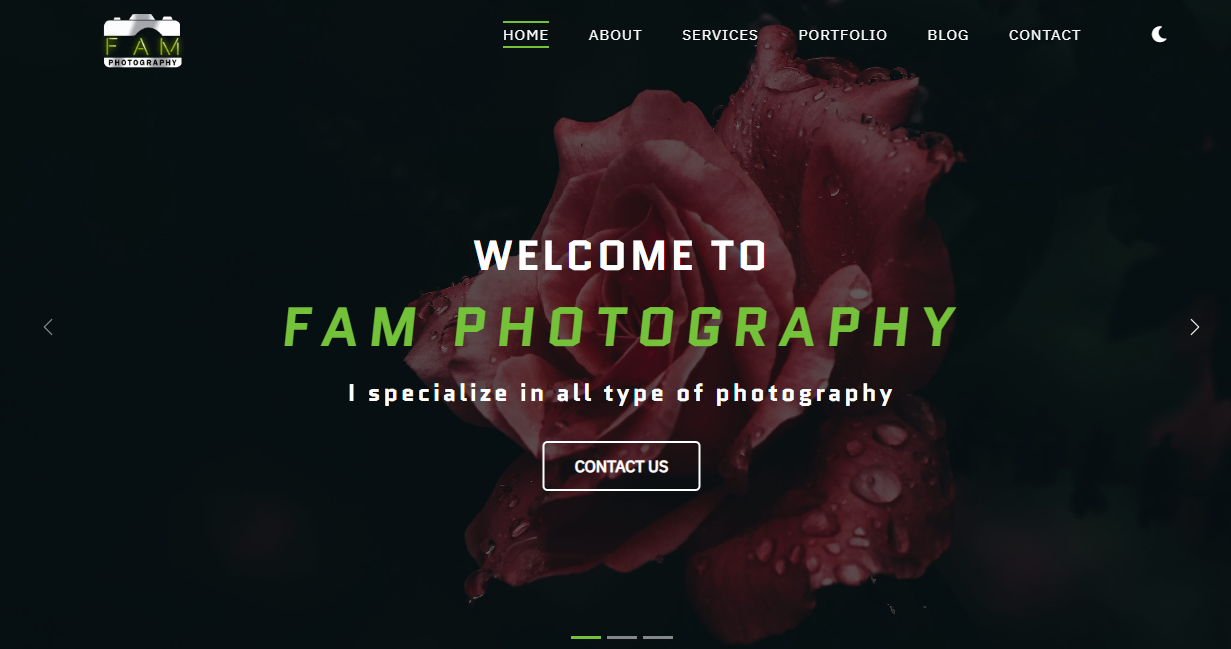 FAM
PHOTOGRAPHY
HOME ABOUT SERVICES PORTFOLIO BLOG CONTACT
WELCOME TO
FAM PHOTOGRAPHY
I specialize in all type of photography
CONTACT US